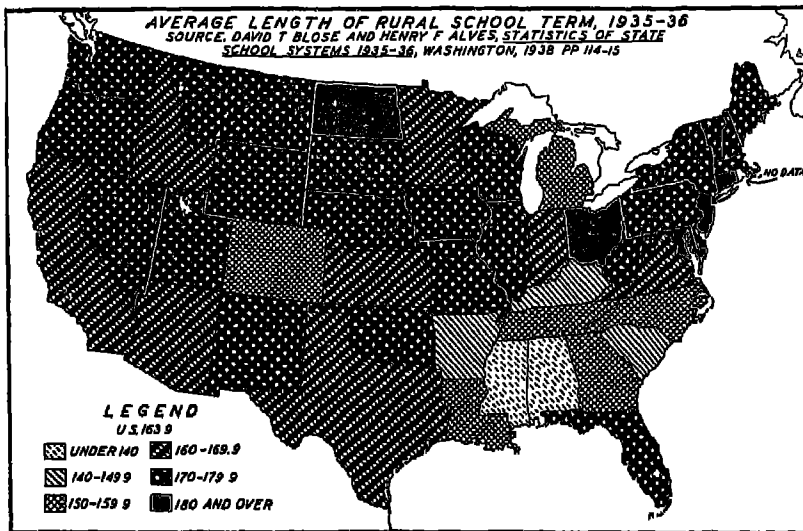 AVERAGE LENGTH OF RURAL SCHOOL TERM, 1935-36
SOURCE. DAVID T BLOSE AND HENRY F ALVES, STATISTICS OF STATE
SCHOOL SYSTEMS 1935-36, WASHINGTON, 1938 PP 114-15
NO DATA
LEGEND
U.S. 163 9
UNDER 140
160-169.9
140-149 9
170-179 9
150-159 9
180 AND OVER